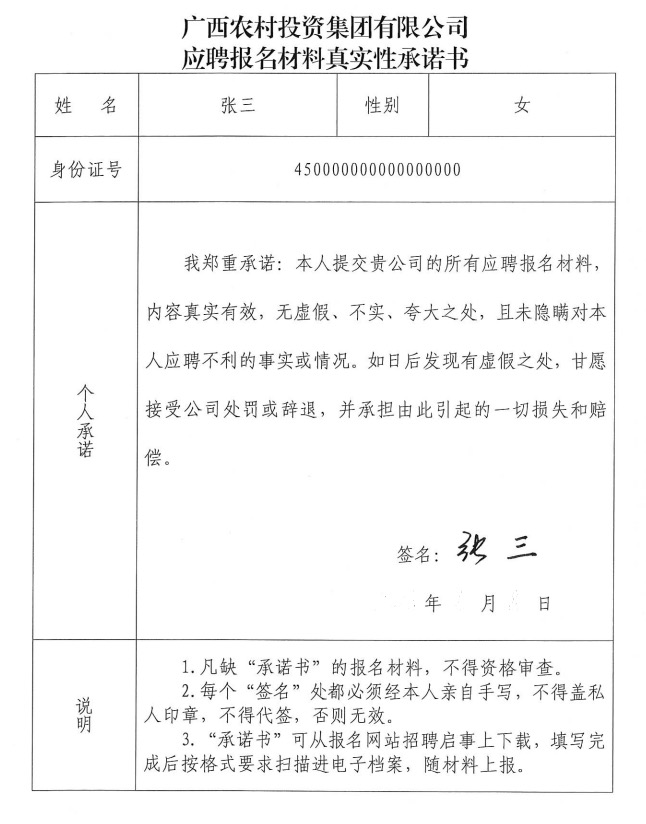 广西农村投资集团有限公司
应聘报名材料真实性承诺书
姓 名 张三 性别 女
身份证号 450000000000000000
个人承诺
我郑重承诺：本人提交贵公司的所有应聘报名材料，
内容真实有效，无虚假、不实、夸大之处，且未隐瞒对本
人应聘不利的事实或情况。如日后发现有虚假之处，甘愿
接受公司处罚或辞退，并承担由此引起的一切损失和赔
偿。
签名：张三
年 月 日
说明
1.凡缺“承诺书”的报名材料，不得资格审查。
2.每个“签名”处都必须经本人亲自手写，不得盖私
人印章，不得代签，否则无效。
3.“承诺书”可从报名网站招聘启事上下载，填写完
成后按格式要求扫描进电子档案，随材料上报。